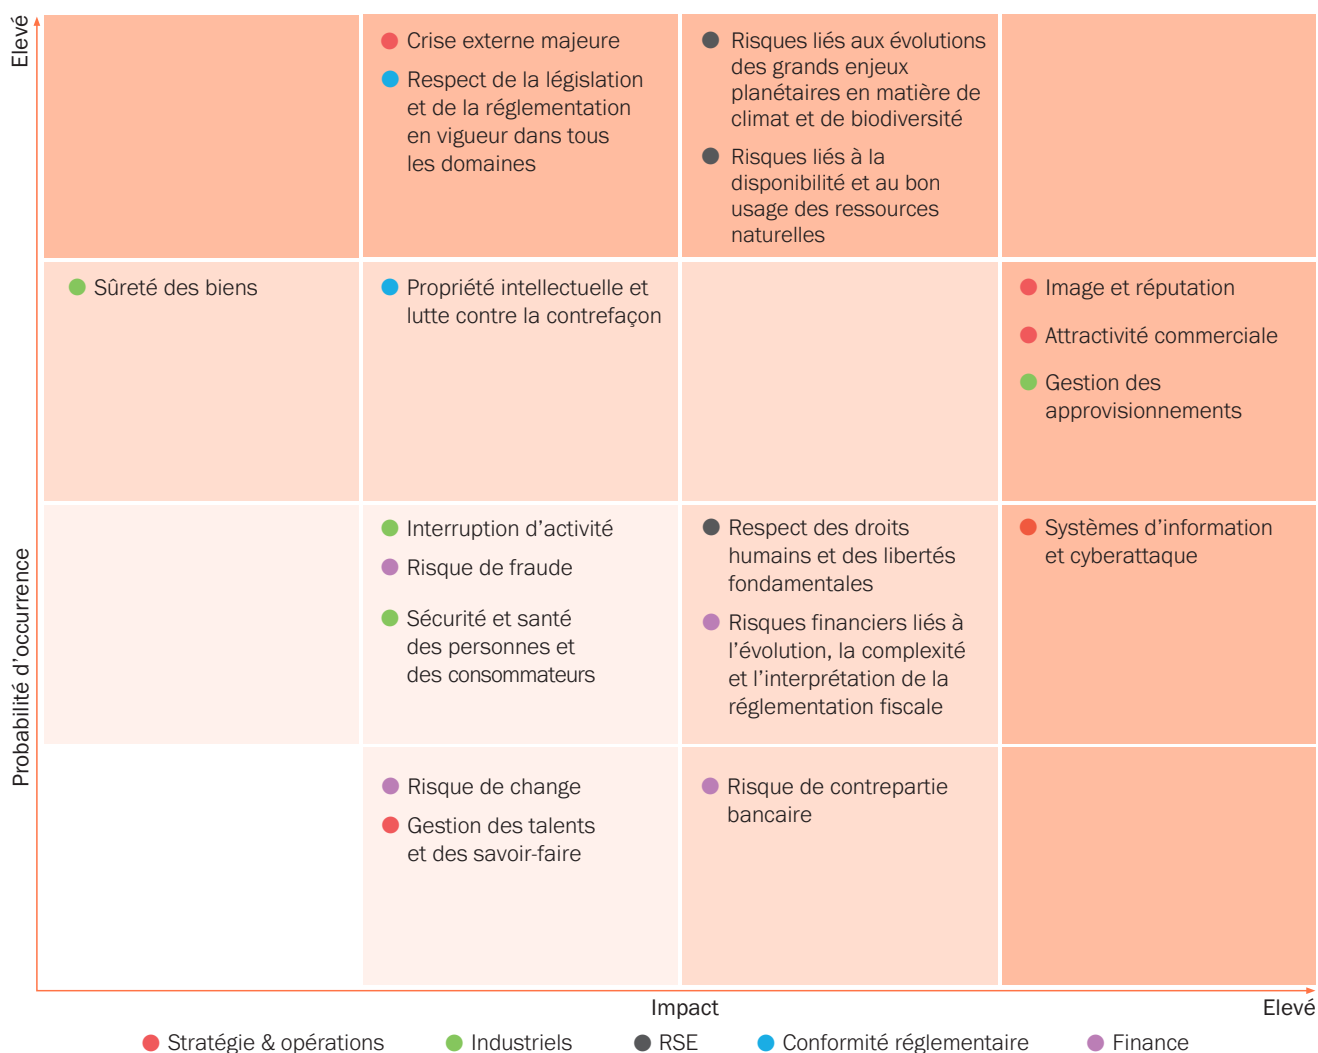 Elevé
Crise externe majeure
Respect de la législation
et de la réglementation
en vigueur dans tous
les domaines
Risques liés aux évolutions
des grands enjeux
planétaires en matière de
climat et de biodiversité
Risques liés à la
disponibilité et au bon
usage des ressources
naturelles
Sûreté des biens
Propriété intellectuelle et
lutte contre la contrefaçon
Image et réputation
Attractivité commerciale
Gestion des
approvisionnements
Probabilité d'occurrence
Interruption d'activité
Risque de fraude
Sécurité et santé
des personnes et
des consommateurs
Respect des droits
humains et des libertés
fondamentales
Risques financiers liés à
l'évolution, la complexité
et l'interprétation de la
réglementation fiscale
Systèmes d'information
et cyberattaque
Risque de change
Gestion des talents
et des savoir-faire
Risque de contrepartie
bancaire
Impact
Elevé
Stratégie & opérations
Industriels
RSE
Conformité réglementaire
Finance